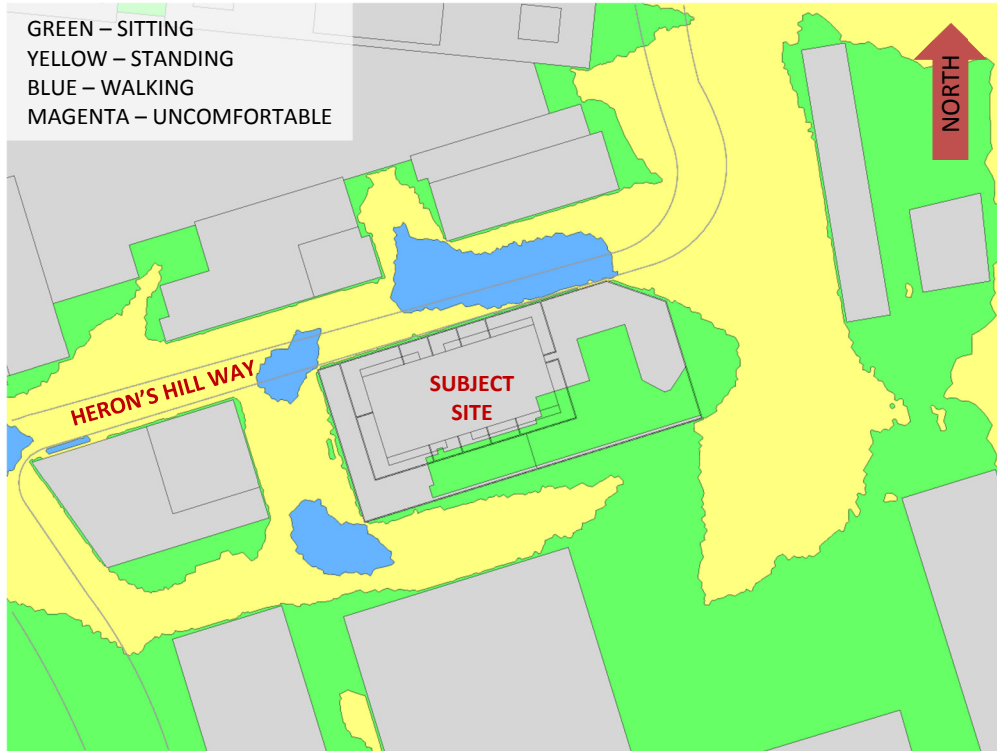 GREEN – SITTING
YELLOW – STANDING
BLUE – WALKING
MAGENTA – UNCOMFORTABLE
NORTH
HERON'S HILL WAY
SUBJECT
SITE